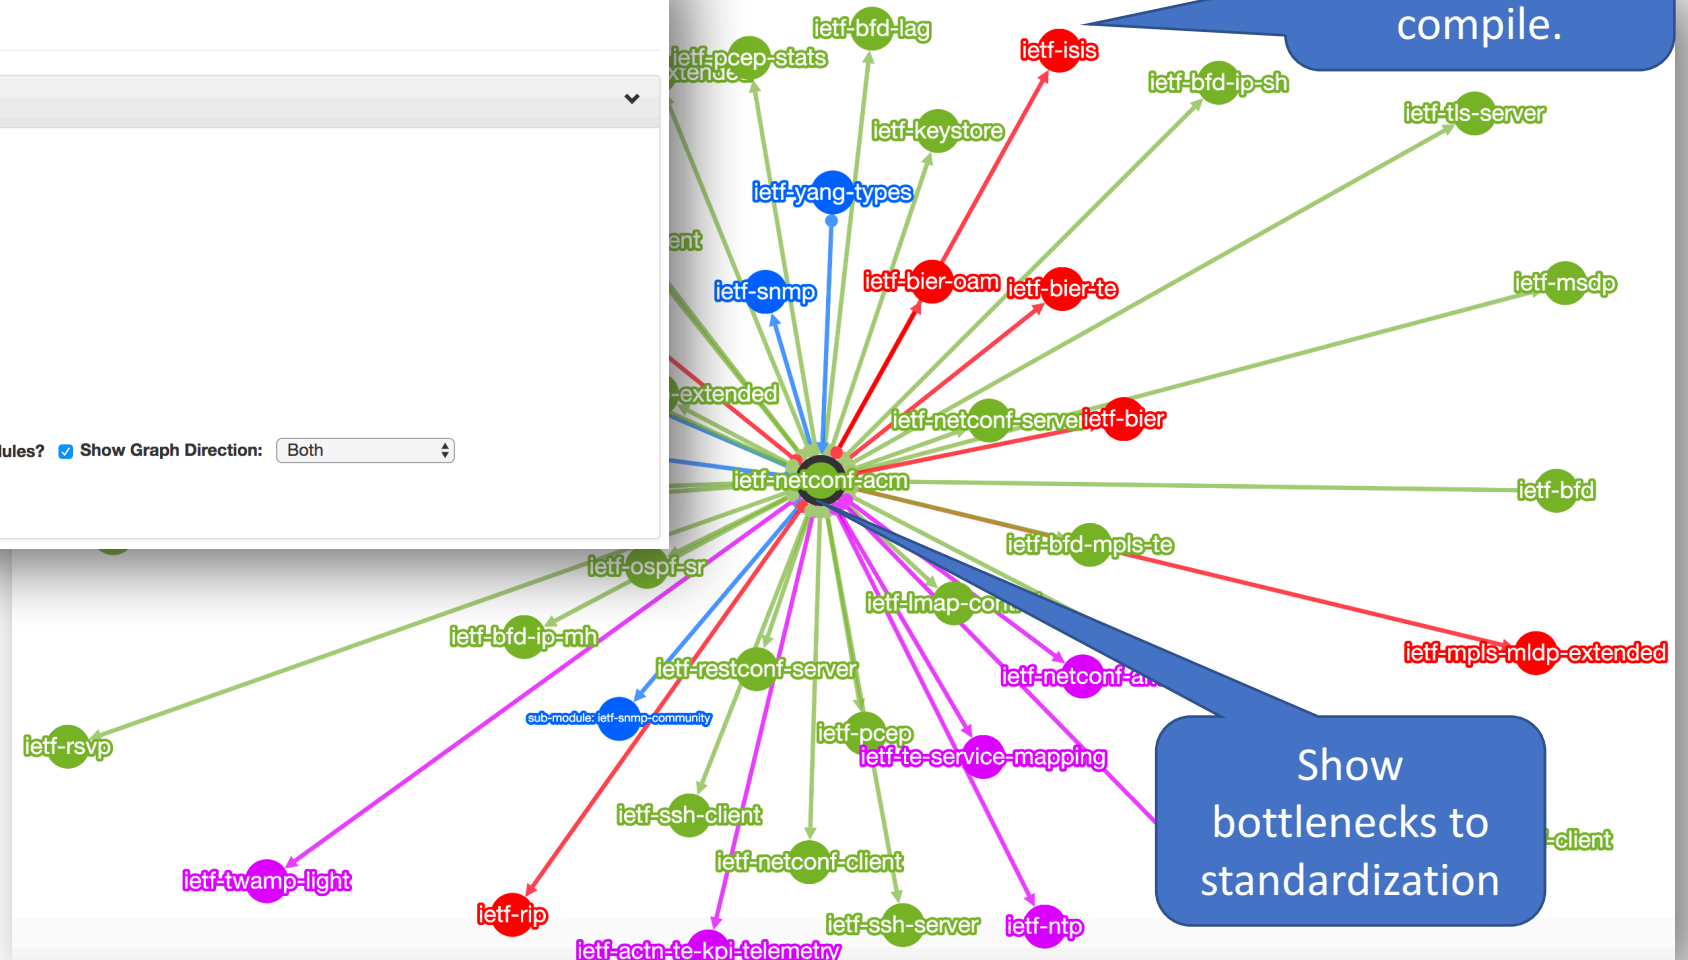 compile.
ietf-bfd-lag
ietf-isis
ietf-pcep-stats
ietf-bfd-ip-sh
ietf-tls-server
ietf-keystore
ietf-yang-types
ietf-bier-oam
ietf-bier-te
ietf-msdp
ietf-snmp
-extended
ietf-netconf-server
ietf-bier
Show Graph Direction:
Both
ietf-netconf-acm
ietf-bfd
ietf-bfd-mpls-te
ietf-ospf-sr
ietf-bfd-ip-mh
ietf-restconf-server
ietf-mpls-mldp-extended
sub-module: ietf-snmp-community
ietf-rsvp
ietf-pcep
ietf-te-service-mapping
Show
bottlenecks to
standardization
ietf-ssh-client
-client
ietf-netconf-client
ietf-twamp-light
ietf-rip
ietf-ssh-server
ietf-ntp
ietf-actn-te-kpi-telemetry